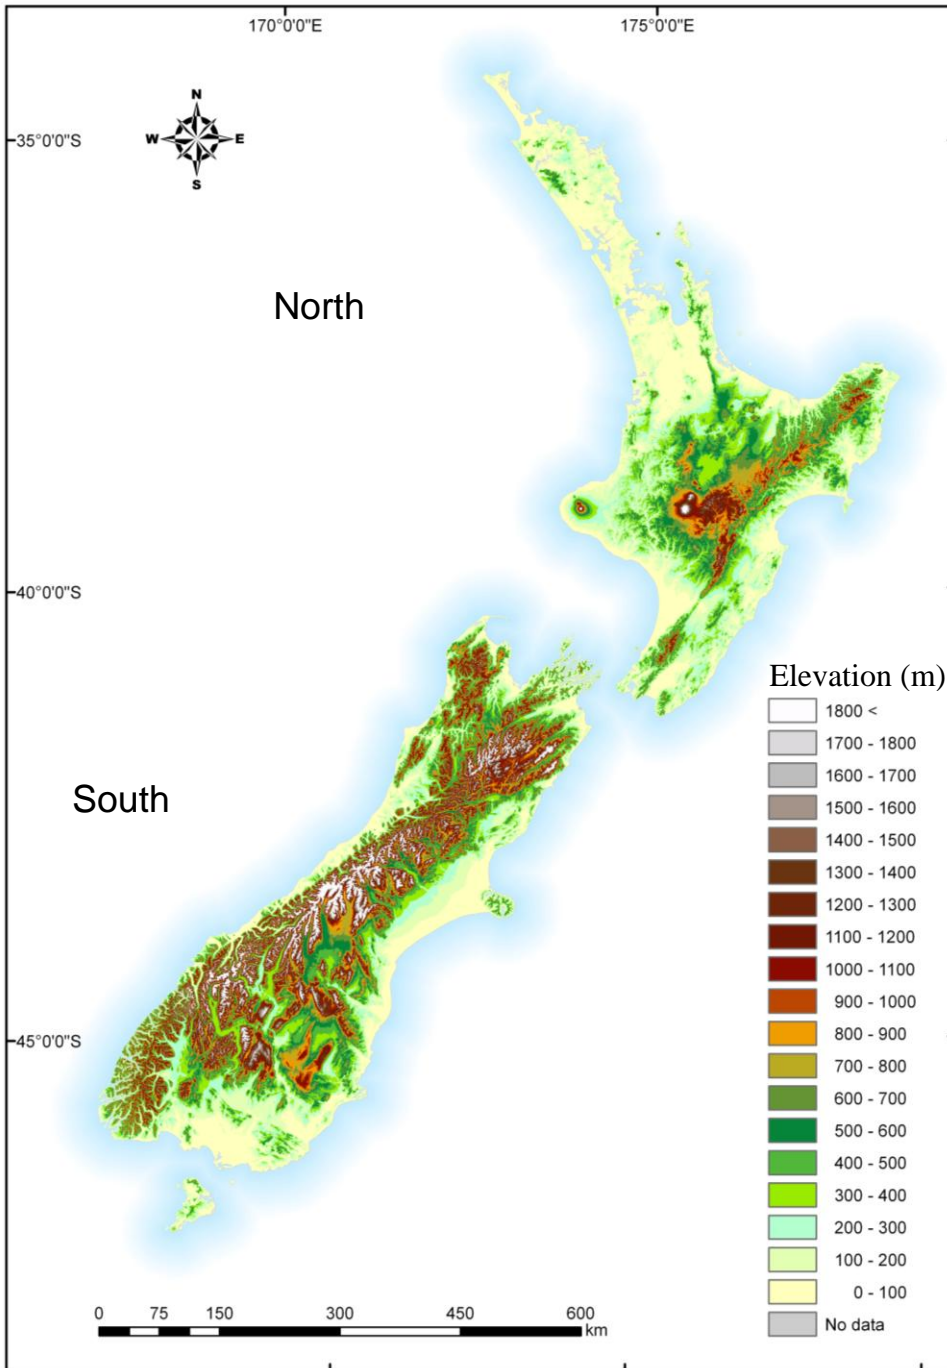 170°0'0"E
175°0'0"E
N
W
E
S
35°0'0"S
North
40°0'0"S
Elevation (m)
1800 <
1700 - 1800
1600 - 1700
1500 - 1600
1400 - 1500
1300 - 1400
1200 - 1300
1100 - 1200
1000 - 1100
900 - 1000
800 - 900
700 - 800
600 - 700
500 - 600
400 - 500
300 - 400
200 - 300
100 - 200
0 - 100
No data
South
45°0'0"S
0 75 150 300 450 600
km